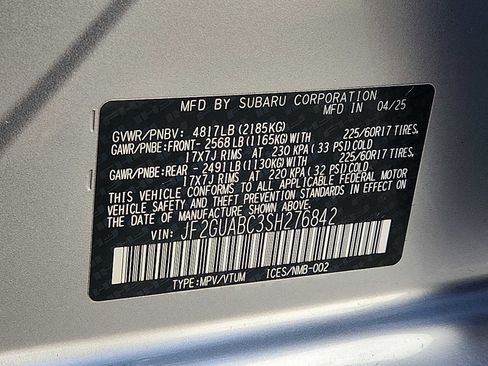 MFD BY SUBARU CORPORATION
MFD IN 04/25
GVWR/PNBV: 4817LB (2185KG)
GAWR/PNBE: FRONT- 2568LB (1165KG) WITH 225/60R17 TIRES,
17X7J RIMS AT 230 KPA (33 PSI) COLD
GAWR/PNBE: REAR - 2491LB (1130KG) WITH 225/60R17 TIRES,
17X7J RIMS AT 220 KPA (32 PSI) COLD
THIS VEHICLE CONFORMS TO ALL APPLICABLE FEDERAL MOTOR
VEHICLE SAFETY AND BUMPER STANDARDS IN EFFECT ON
THE DATE OF MANUFACTURE SHOWN ABOVE.
VIN: JF2GUABC3SH276842
TYPE:MPV/VTUM ICES/NMB-002